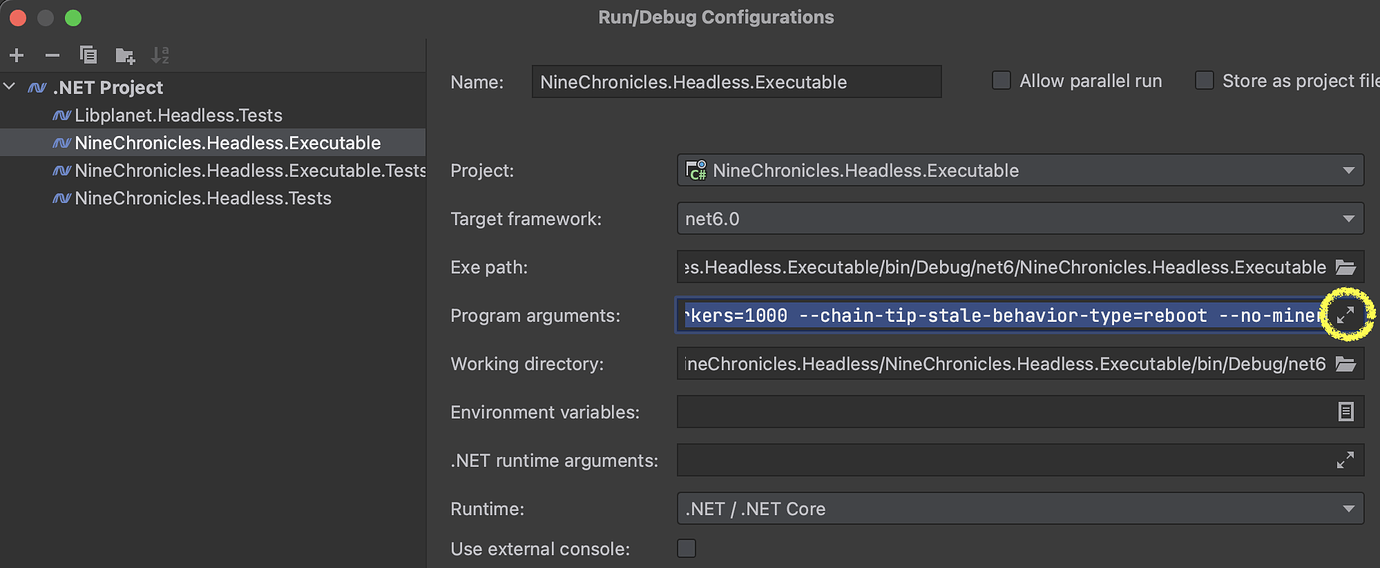 Run/Debug Configurations
.NET Project
Libplanet.Headless.Tests
NineChronicles.Headless.Executable
NineChronicles.Headless.Executable.Tests
NineChronicles.Headless.Tests
Name: NineChronicles.Headless.Executable Allow parallel run Store as project file
Project: C# NineChronicles.Headless.Executable
Target framework: net6.0
Exe path: es.Headless.Executable/bin/Debug/net6/NineChronicles.Headless.Executable
Program arguments: rkers=1000 --chain-tip-stale-behavior-type=reboot --no-miner
Working directory: ineChronicles.Headless/NineChronicles.Headless.Executable/bin/Debug/net6
Environment variables:
.NET runtime arguments:
Runtime: .NET / .NET Core
Use external console: